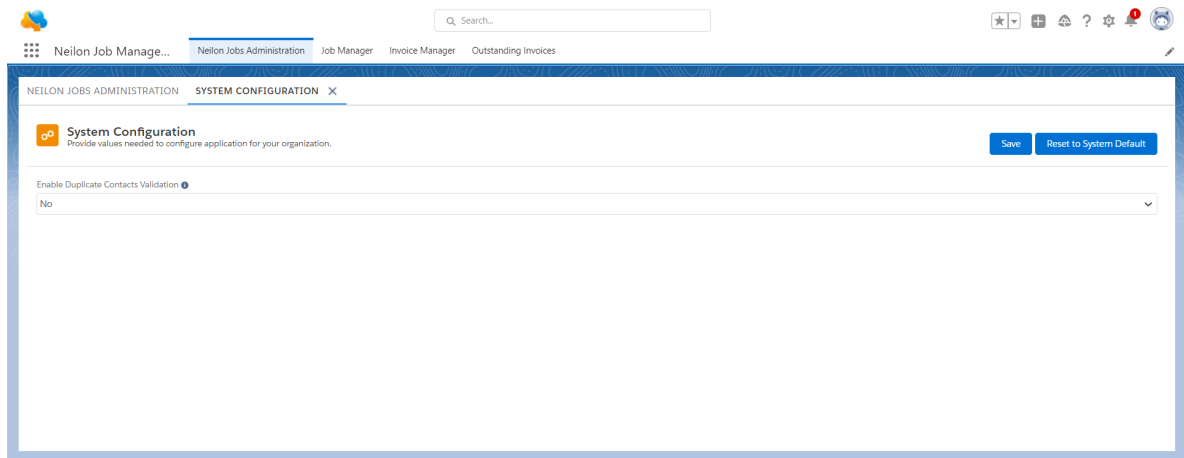 Search...
1
Neilon Job Manage...
Neilon Jobs Administration
Job Manager
Invoice Manager
Outstanding Invoices
NEILON JOBS ADMINISTRATION
SYSTEM CONFIGURATION
System Configuration
Provide values needed to configure application for your organization.
Save
Reset to System Default
Enable Duplicate Contacts Validation
No